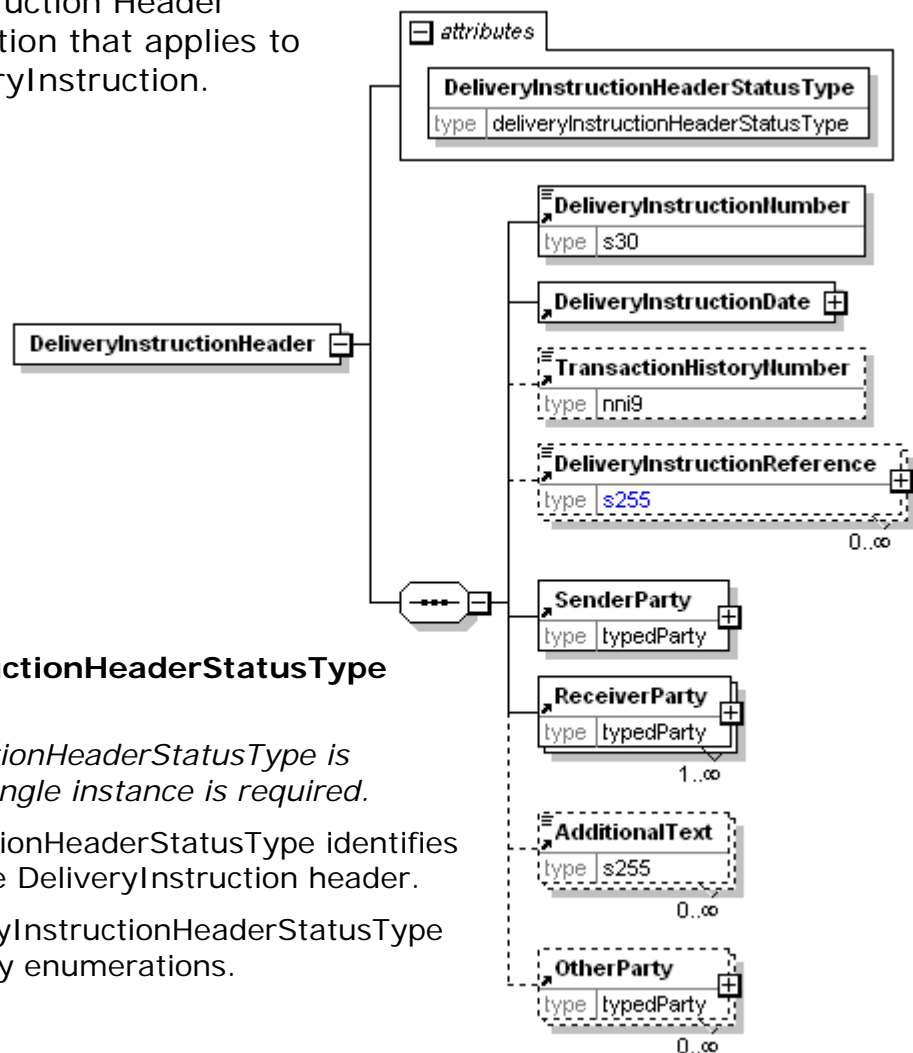 ruction Header
tion that applies to
ryInstruction.
attributes
DeliveryInstructionHeaderStatusType
type deliveryInstructionHeaderStatusType
DeliveryInstructionNumber
type s30
DeliveryInstructionDate
DeliveryInstructionHeader
TransactionHistoryNumber
type nni9
DeliveryInstructionReference
type s255
0..∞
SenderParty
type typedParty
uctionHeaderStatusType
ReceiverParty
type typedParty
1..∞
tionHeaderStatusType is
ngle instance is required.
AdditionalText
type s255
0..∞
ionHeaderStatusType identifies
e DeliveryInstruction header.
yInstructionHeaderStatusType
y enumerations.
OtherParty
type typedParty
0..∞